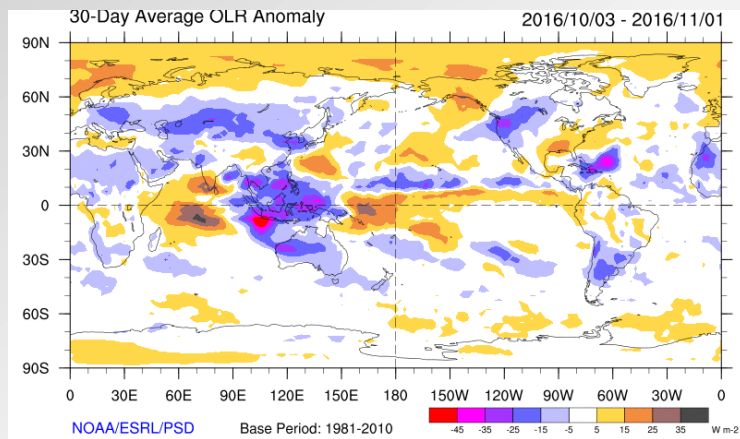 30-Day Average OLR Anomaly 2016/10/03 - 2016/11/01
90N
60N
30N
0
30S
60S
90S
0 30E 60E 90E 120E 150E 180 150W 120W 90W 60W 30W 0
NOAA/ESRL/PSD Base Period: 1981-2010 -45 -35 -25 -15 -5 5 15 25 35 W m-2